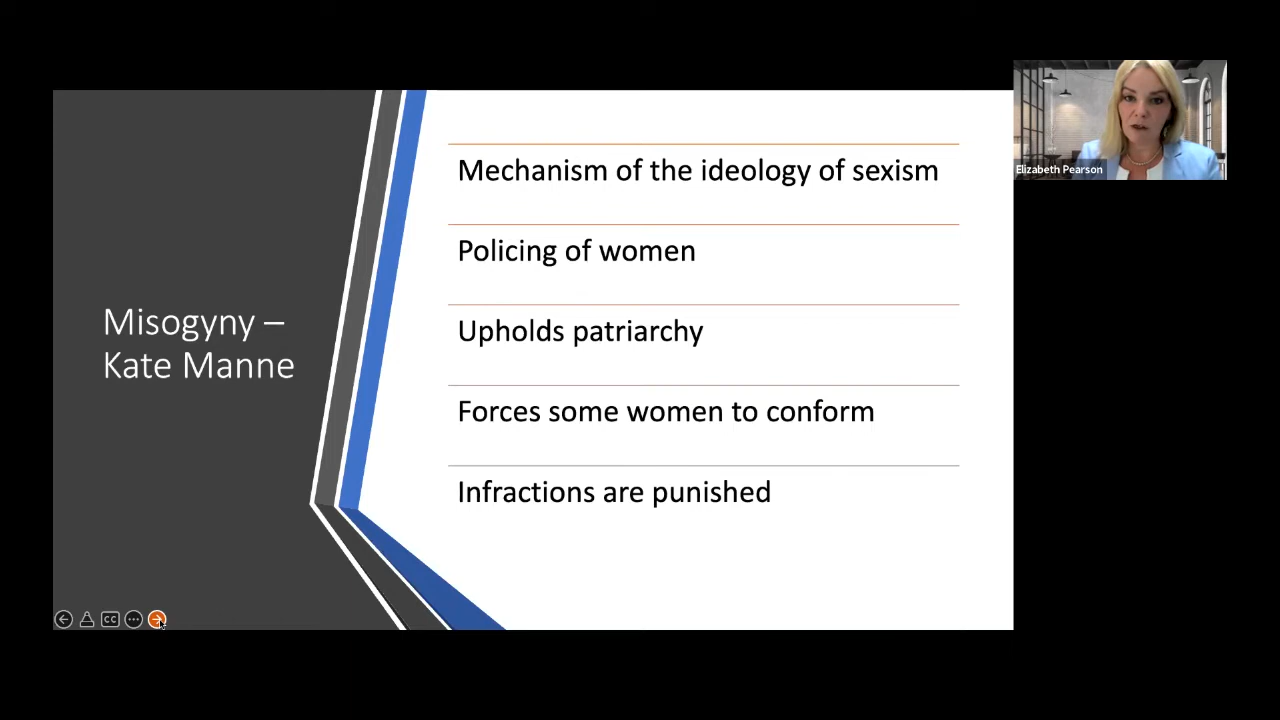 Misogyny –
Kate Manne
Mechanism of the ideology of sexism
Policing of women
Upholds patriarchy
Forces some women to conform
Infractions are punished
Elizabeth Pearson
CC